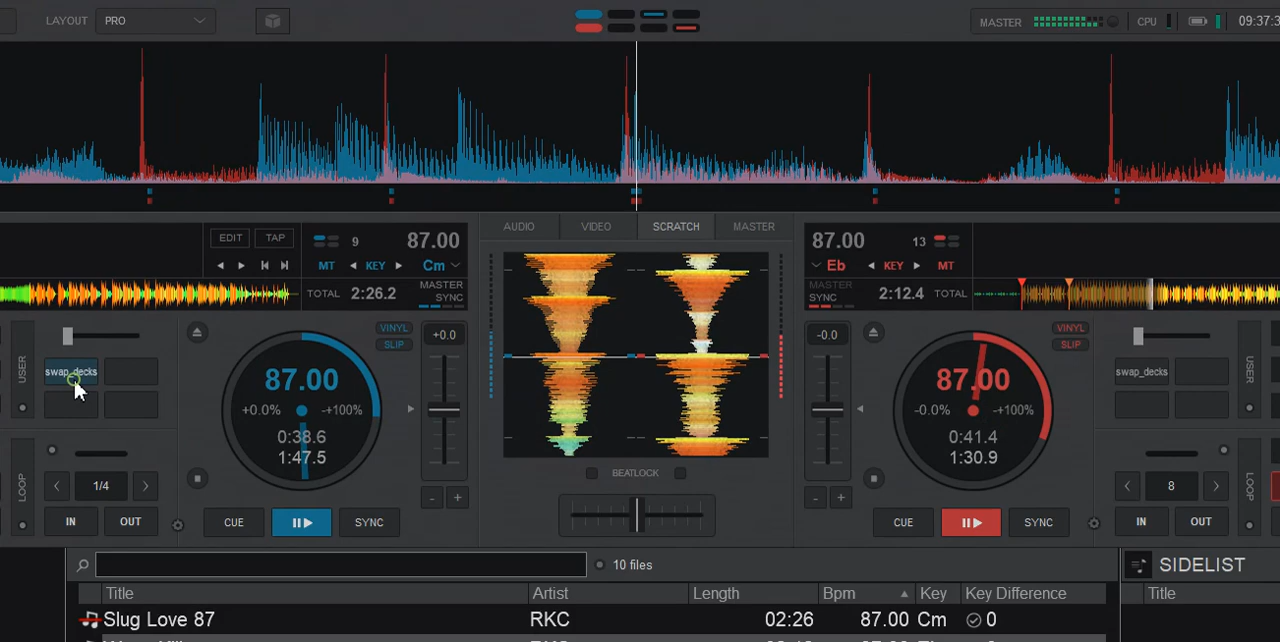 LAYOUT PRO MASTER CPU 09:37:3
EDIT TAP 9 87.00
MT KEY Cm
TOTAL 2:26.2 MASTER SYNC
AUDIO VIDEO SCRATCH MASTER
87.00 13
Eb KEY MT
MASTER SYNC 2:12.4 TOTAL
USER
swap_decks
VINYL
SLIP
+0.0
87.00
+0.0% -+100%
0:38.6
1:47.5
-0.0
VINYL
SLIP
87.00
-0.0% -+100%
0:41.4
1:30.9
swap_decks
USER
LOOP
1/4
IN OUT
CUE SYNC
- +
BEATLOCK
- +
CUE SYNC
8
IN OUT
LOOP
10 files
SIDELIST
Title Artist Length Bpm Key Key Difference
Title
Slug Love 87 RKC 02:26 87.00 Cm 0